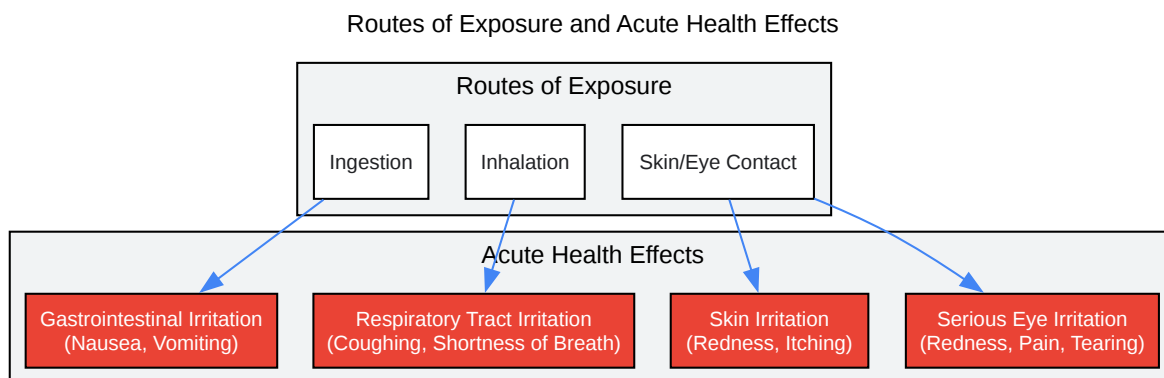 Routes of Exposure and Acute Health Effects
Routes of Exposure
Ingestion
Inhalation
Skin/Eye Contact
Acute Health Effects
Gastrointestinal Irritation
(Nausea, Vomiting)
Respiratory Tract Irritation
(Coughing, Shortness of Breath)
Skin Irritation
(Redness, Itching)
Serious Eye Irritation
(Redness, Pain, Tearing)